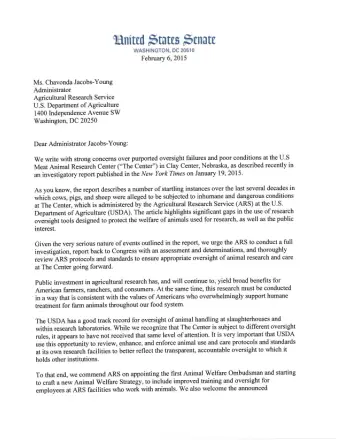 United States Senate
WASHINGTON, DC 20510
February 6, 2015
Ms. Chavonda Jacobs-Young
Administrator
Agricultural Research Service
U.S. Department of Agriculture
1400 Independence Avenue SW
Washington, DC 20250
Dear Administrator Jacobs-Young:
We write with strong concerns over purported oversight failures and poor conditions at the U.S
Meat Animal Research Center ("The Center") in Clay Center, Nebraska, as described recently in
an investigatory report published in the New York Times on January 19, 2015.
As you know, the report describes a number of startling instances over the last several decades in
which cows, pigs, and sheep were alleged to be subjected to inhumane and dangerous conditions
at The Center, which is administered by the Agricultural Research Service (ARS) at the U.S.
Department of Agriculture (USDA). The article highlights significant gaps in the use of research
oversight tools designed to protect the welfare of animals used for research, as well as the public
interest.
Given the very serious nature of events outlined in the report, we urge the ARS to conduct a full
investigation, report back to Congress with an assessment and determinations, and thoroughly
review ARS protocols and standards to ensure appropriate oversight of animal research and care
at The Center going forward.
Public investment in agricultural research has, and will continue to, yield broad benefits for
American farmers, ranchers, and consumers. At the same time, this research must be conducted
in a way that is consistent with the values of Americans who overwhelmingly support humane
treatment for farm animals throughout our food system.
The USDA has a good track record for oversight of animal handling at slaughterhouses and
within research laboratories. While we recognize that The Center is subject to different oversight
rules, it appears to have not received that same level of attention. It is very important that USDA
use this opportunity to review, enhance, and enforce animal use and care protocols and standards
at its own research facilities to better reflect the transparent, accountable oversight to which it
holds other institutions.
To that end, we commend ARS on appointing the first Animal Welfare Ombudsman and starting
to craft a new Animal Welfare Strategy, to include improved training and oversight for
employees at ARS facilities who work with animals. We also welcome the announced